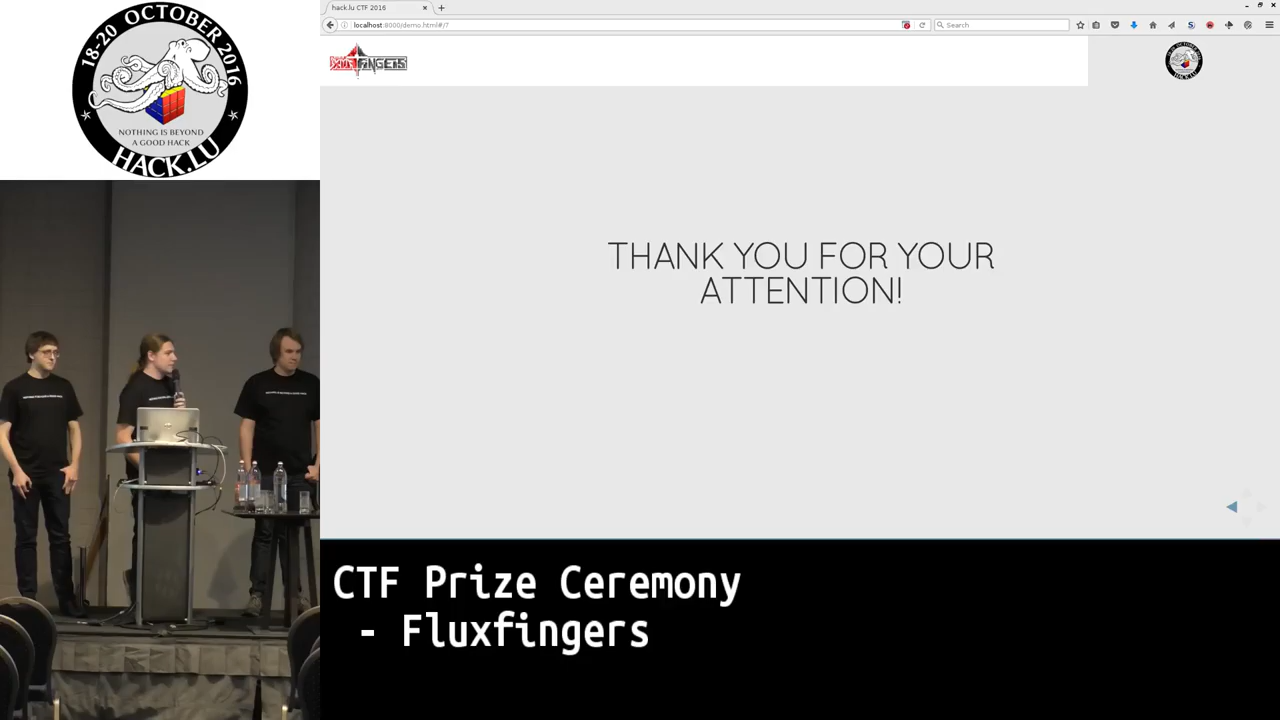 18-20 OCTOBER 2016
NOTHING IS BEYOND
A GOOD HACK
HACK.LU
hack.lu CTF 2016
localhost:8000/demo.html#/7
Search
THANK YOU FOR YOUR
ATTENTION!
CTF Prize Ceremony
- Fluxfingers